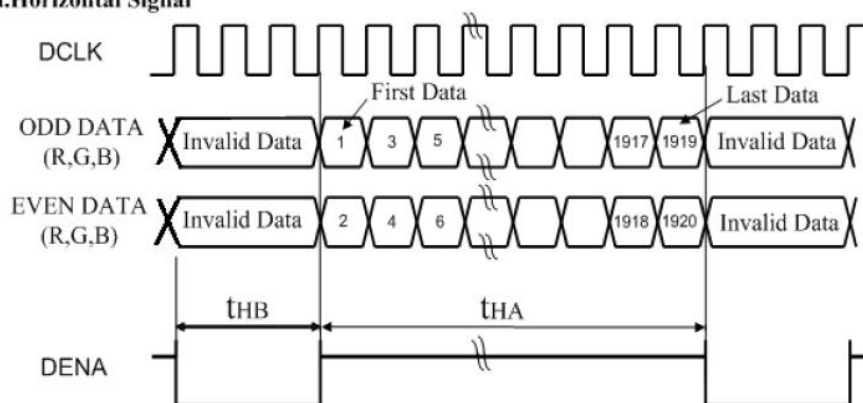 .Horizontal Signal
DCLK
First Data
Last Data
ODD DATA
(R,G,B)
Invalid Data 1 3 5 1917 1919 Invalid Data
EVEN DATA
(R,G,B)
Invalid Data 2 4 6 1918 1920 Invalid Data
tHB
tHA
DENA